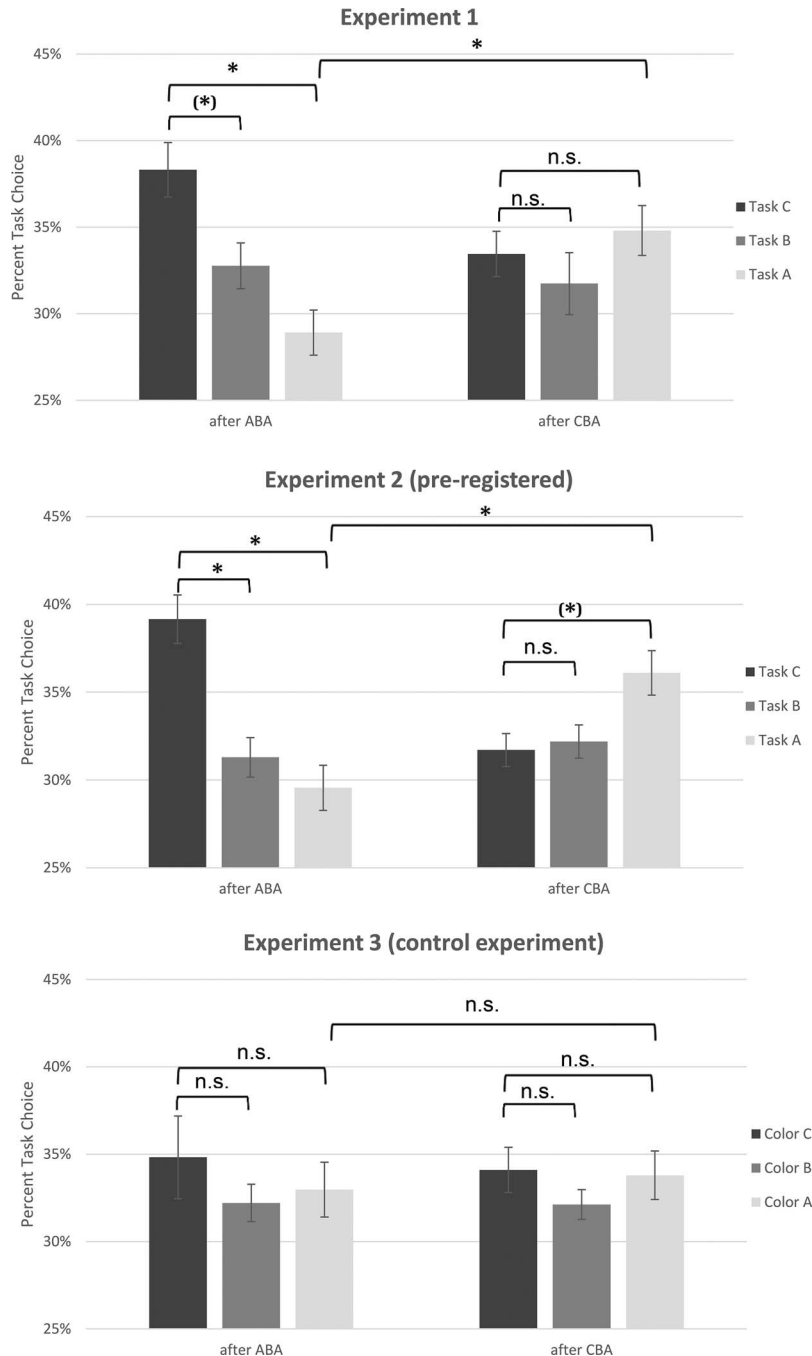 Experiment 1
45%
40%
35%
30%
25%
Percent Task Choice
*
(*)
*
n.s.
n.s.
Task C
Task B
Task A
after ABA
after CBA
Experiment 2 (pre-registered)
45%
40%
35%
30%
25%
Percent Task Choice
*
*
*
(*)
n.s.
Task C
Task B
Task A
after ABA
after CBA
Experiment 3 (control experiment)
45%
40%
35%
30%
25%
Percent Task Choice
n.s.
n.s.
n.s.
n.s.
n.s.
Color C
Color B
Color A
after ABA
after CBA